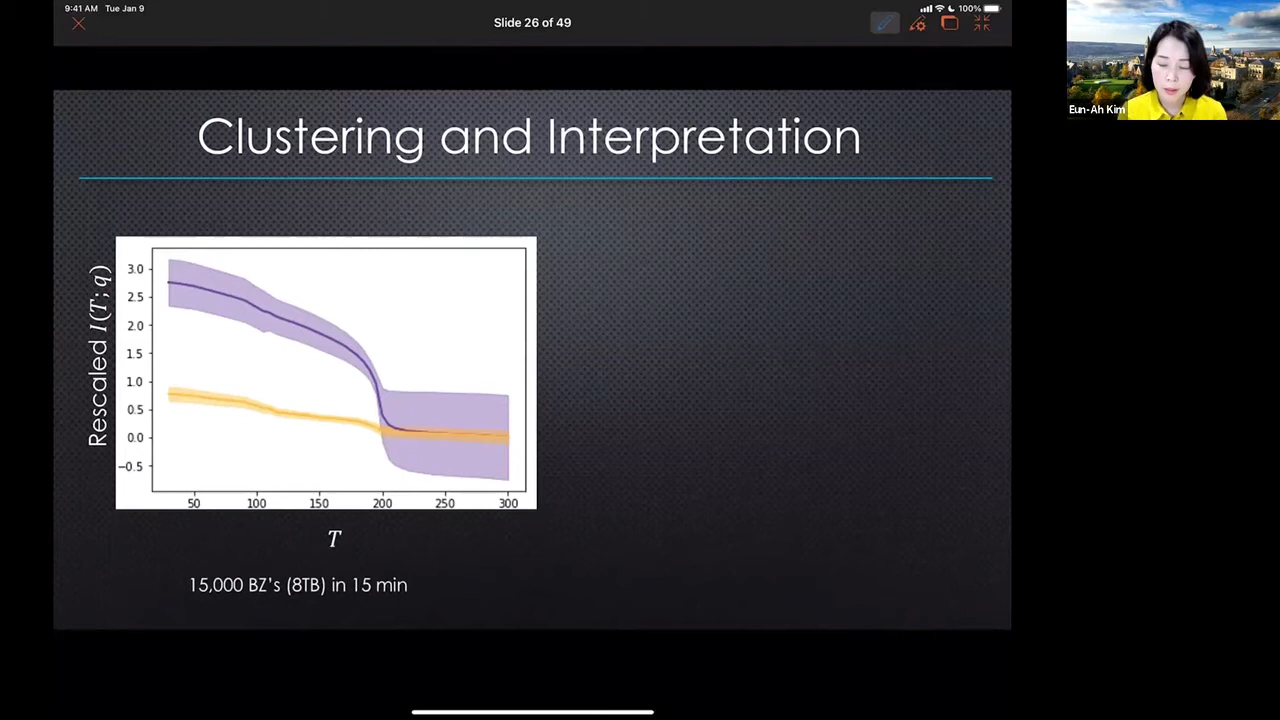 9:41 AM Tue Jan 9
100%
Slide 26 of 49
Eun-Ah Kim
Clustering and Interpretation
Rescaled I(T; q)
3.0
2.5
2.0
1.5
1.0
0.5
0.0
−0.5
50 100 150 200 250 300
T
15,000 BZ's (8TB) in 15 min